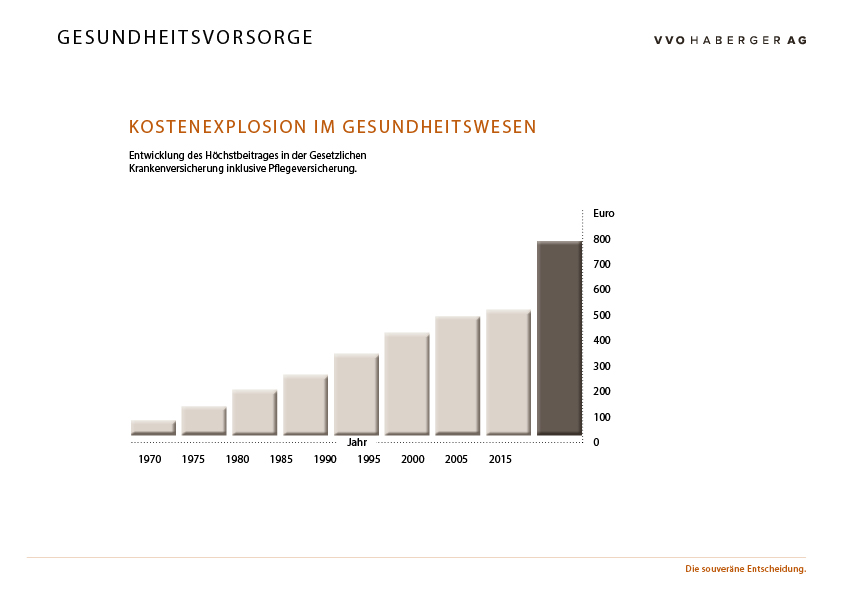 GESUNDHEITSVORSORGE
VVO HABERGER AG
KOSTENEXPLOSION IM GESUNDHEITSWESEN
Entwicklung des Höchstbeitrages in der Gesetzlichen
Krankenversicherung inklusive Pflegeversicherung.
Euro
800
700
600
500
400
300
200
100
0
Jahr
1970 1975 1980 1985 1990 1995 2000 2005 2015
Die souveräne Entscheidung.